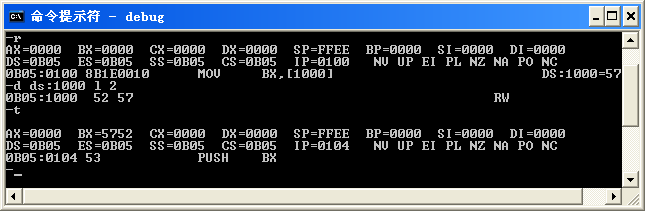 命令提示符 - debug
-r
AX=0000  BX=0000  CX=0000  DX=0000  SP=FFEE  BP=0000  SI=0000  DI=0000
DS=0B05  ES=0B05  SS=0B05  CS=0B05  IP=0100   NV UP EI PL NZ NA PO NC
0B05:0100 8B1E0010      MOV     BX,[1000]                          DS:1000=57
-d ds:1000 l 2
0B05:1000  52 57                                             RW
-t
AX=0000  BX=5752  CX=0000  DX=0000  SP=FFEE  BP=0000  SI=0000  DI=0000
DS=0B05  ES=0B05  SS=0B05  CS=0B05  IP=0104   NV UP EI PL NZ NA PO NC
0B05:0104 53            PUSH    BX
-_